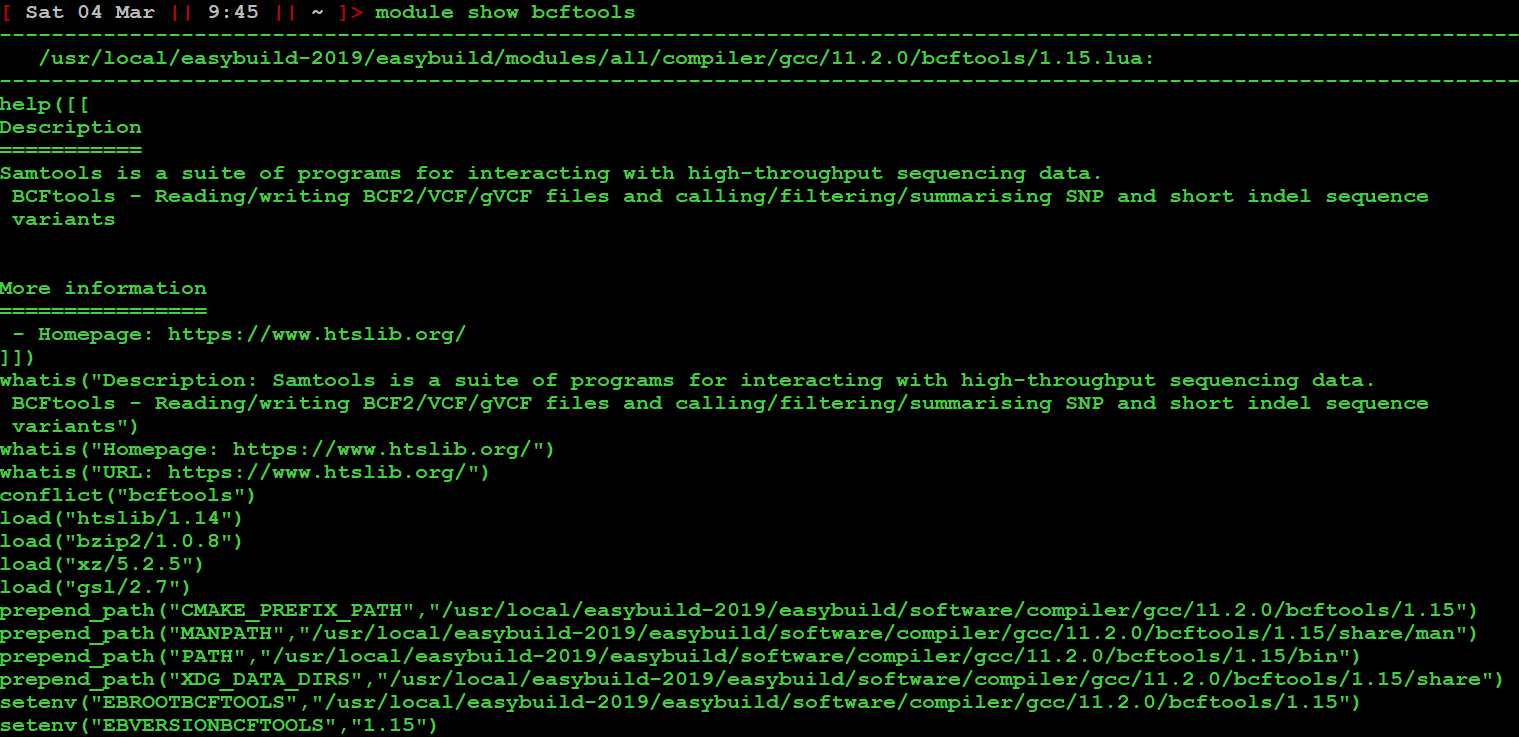 [ Sat 04 Mar || 9:45 || ~ ]> module show bcftools
---------------------------------------------------------------------------------------------------------------------
   /usr/local/easybuild-2019/easybuild/modules/all/compiler/gcc/11.2.0/bcftools/1.15.lua:
---------------------------------------------------------------------------------------------------------------------
help([[
Description
===========
Samtools is a suite of programs for interacting with high-throughput sequencing data.
 BCFtools - Reading/writing BCF2/VCF/gVCF files and calling/filtering/summarising SNP and short indel sequence
 variants


More information
================
 - Homepage: https://www.htslib.org/
]])
whatis("Description: Samtools is a suite of programs for interacting with high-throughput sequencing data.
 BCFtools - Reading/writing BCF2/VCF/gVCF files and calling/filtering/summarising SNP and short indel sequence
 variants")
whatis("Homepage: https://www.htslib.org/")
whatis("URL: https://www.htslib.org/")
conflict("bcftools")
load("htslib/1.14")
load("bzip2/1.0.8")
load("xz/5.2.5")
load("gsl/2.7")
prepend_path("CMAKE_PREFIX_PATH","/usr/local/easybuild-2019/easybuild/software/compiler/gcc/11.2.0/bcftools/1.15")
prepend_path("MANPATH","/usr/local/easybuild-2019/easybuild/software/compiler/gcc/11.2.0/bcftools/1.15/share/man")
prepend_path("PATH","/usr/local/easybuild-2019/easybuild/software/compiler/gcc/11.2.0/bcftools/1.15/bin")
prepend_path("XDG_DATA_DIRS","/usr/local/easybuild-2019/easybuild/software/compiler/gcc/11.2.0/bcftools/1.15/share")
setenv("EBROOTBCFTOOLS","/usr/local/easybuild-2019/easybuild/software/compiler/gcc/11.2.0/bcftools/1.15")
setenv("EBVERSIONBCFTOOLS","1.15")